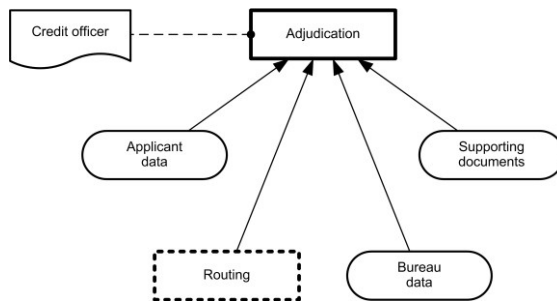 Credit officer
Adjudication
Applicant
data
Supporting
documents
Routing
Bureau
data